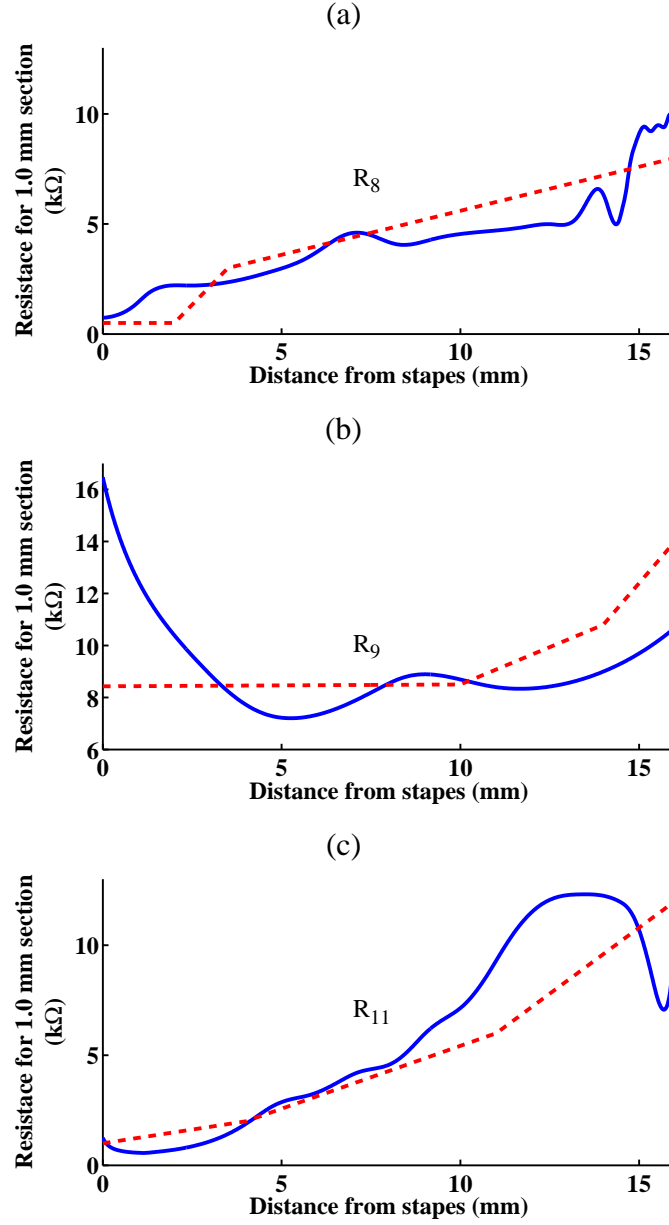 (a)
Resistace for 1.0 mm section
(kΩ)
10
5
0
R8
0 5 10 15
Distance from stapes (mm)
(b)
Resistace for 1.0 mm section
(kΩ)
16
14
12
10
8
6
R9
0 5 10 15
Distance from stapes (mm)
(c)
Resistace for 1.0 mm section
(kΩ)
10
5
0
R11
0 5 10 15
Distance from stapes (mm)